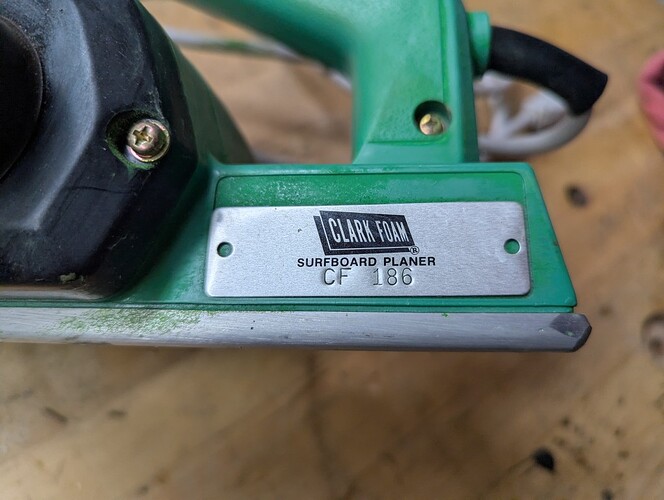 CLARK FOAM
®
SURFBOARD PLANER
CF 186